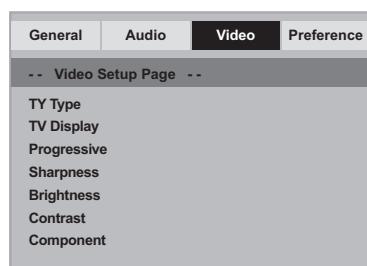 General Audio Video Preference
- - Video Setup Page - -
TY Type
TV Display
Progressive
Sharpness
Brightness
Contrast
Component